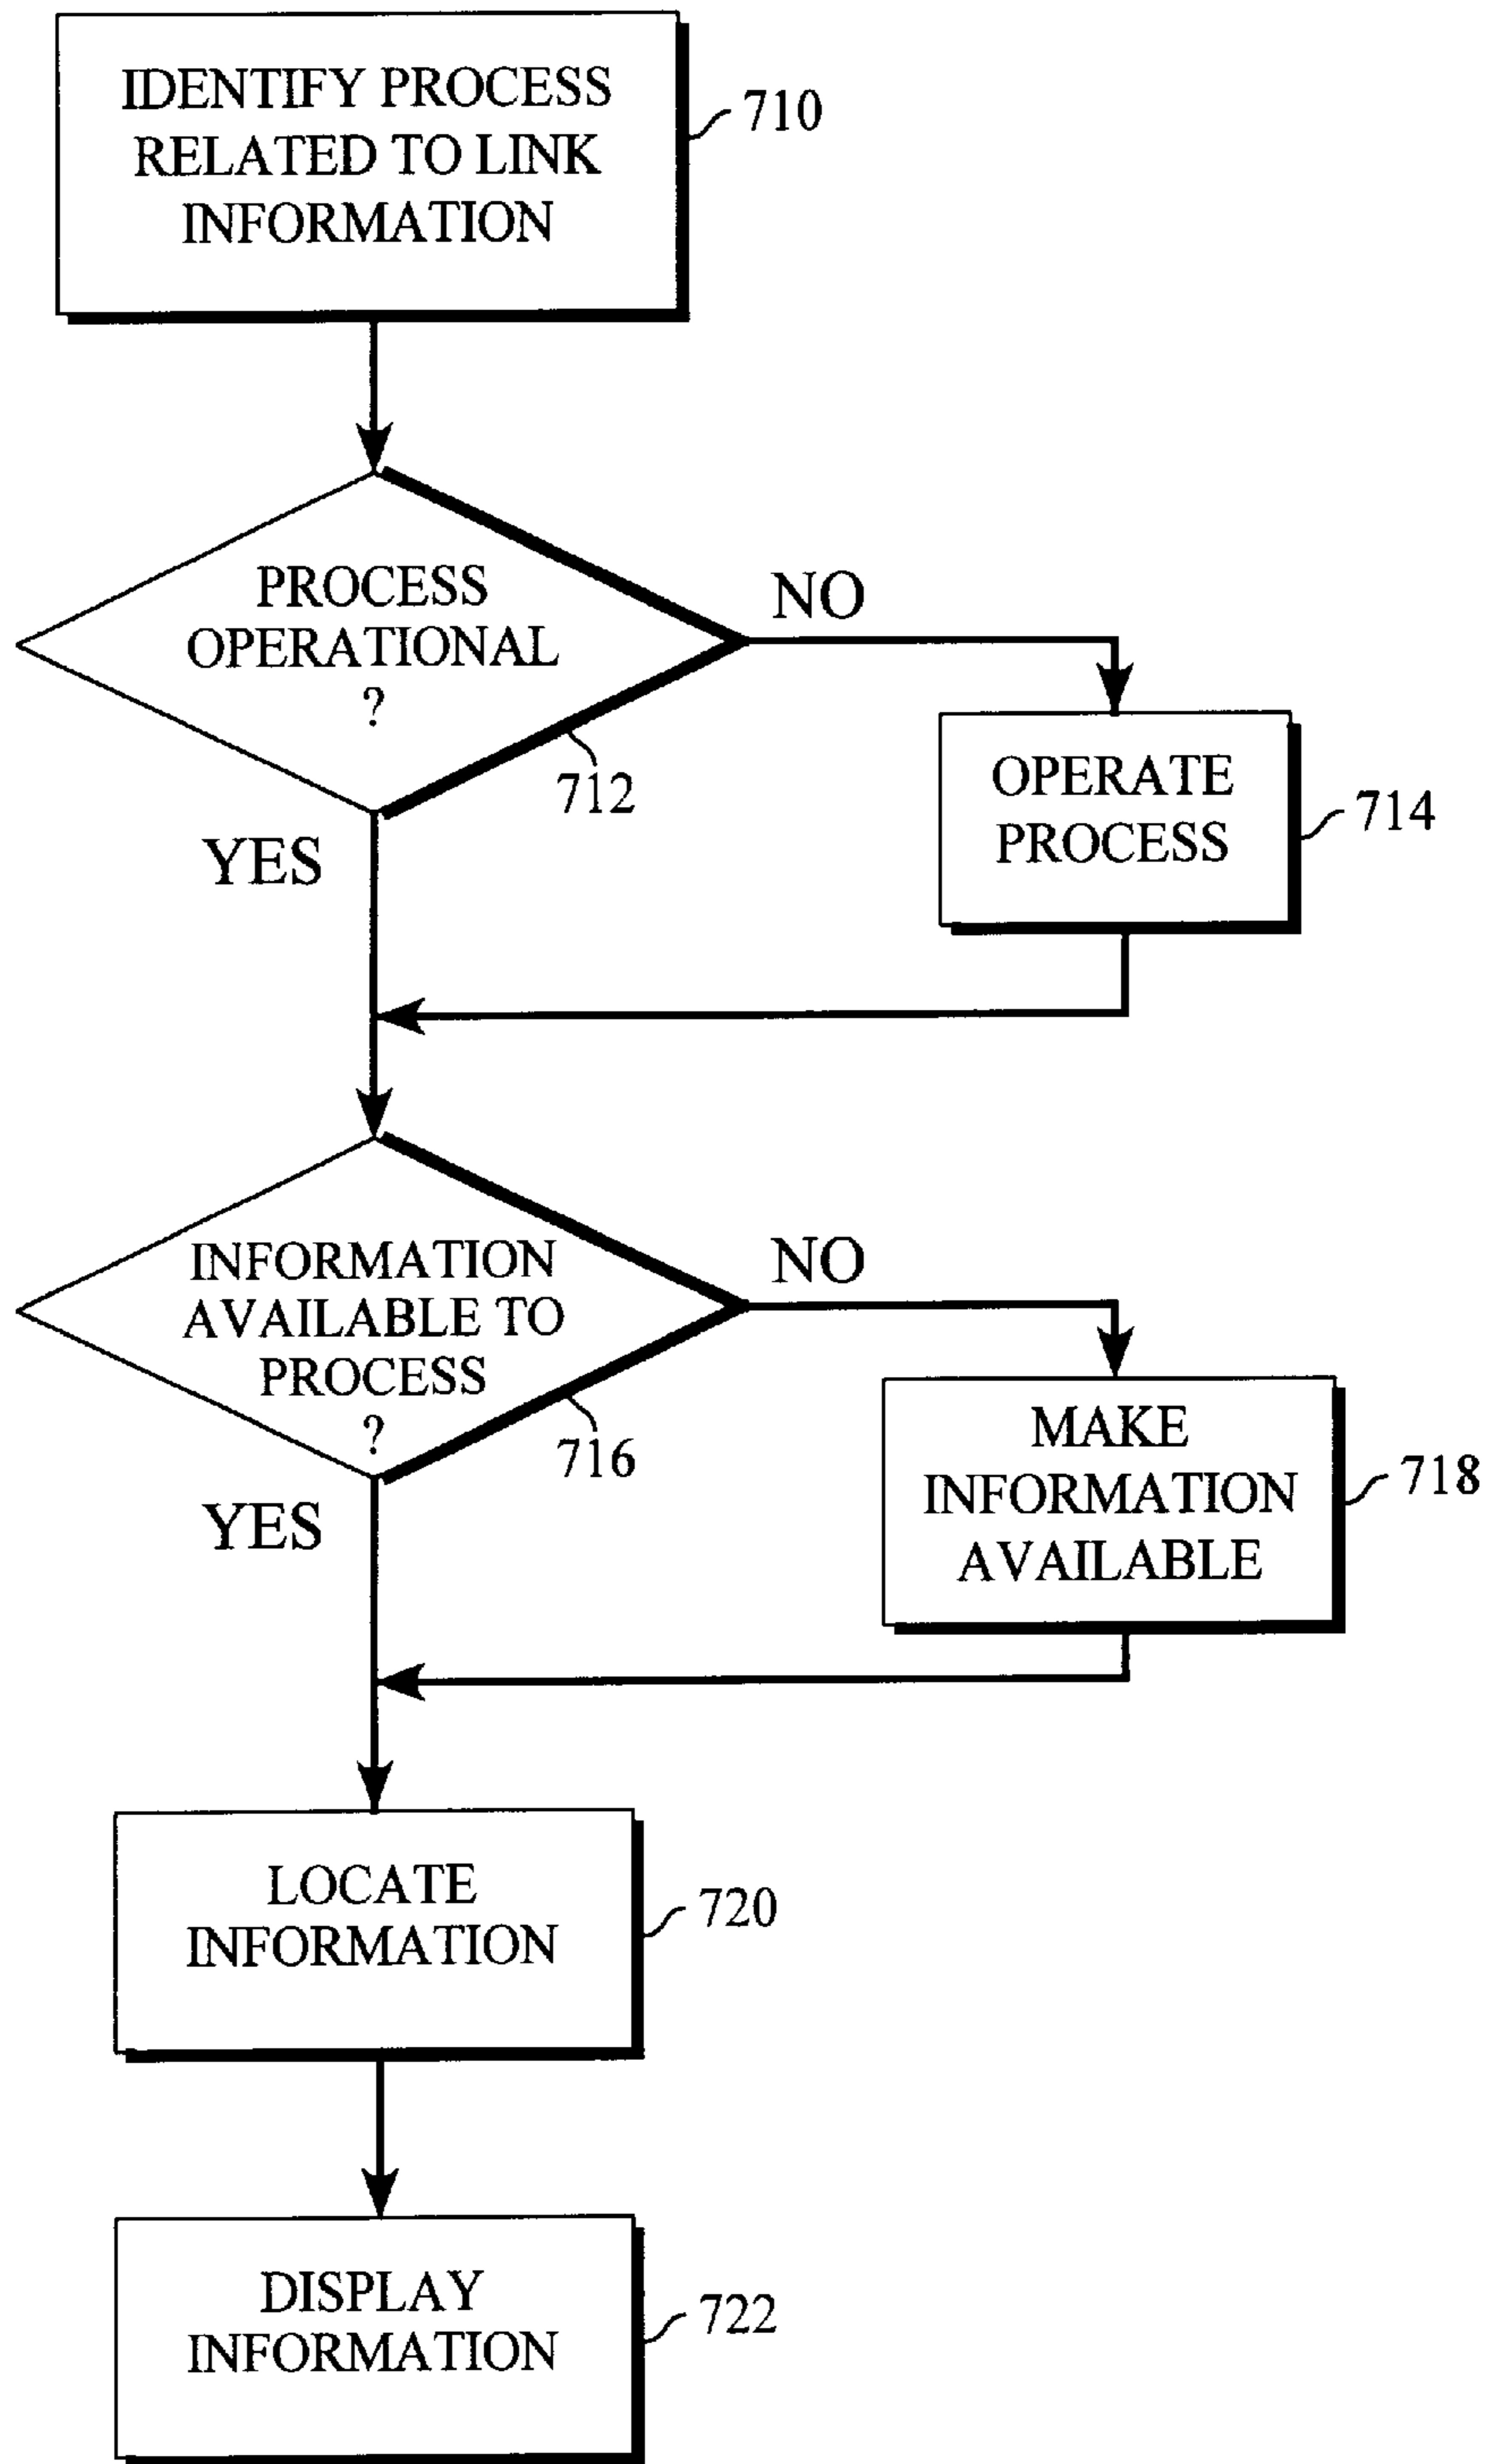 IDENTIFY PROCESS
RELATED TO LINK
INFORMATION
710
PROCESS
OPERATIONAL
?
NO
712
YES
OPERATE
PROCESS
714
INFORMATION
AVAILABLE TO
PROCESS
?
NO
716
YES
MAKE
INFORMATION
AVAILABLE
718
LOCATE
INFORMATION
720
DISPLAY
INFORMATION
722